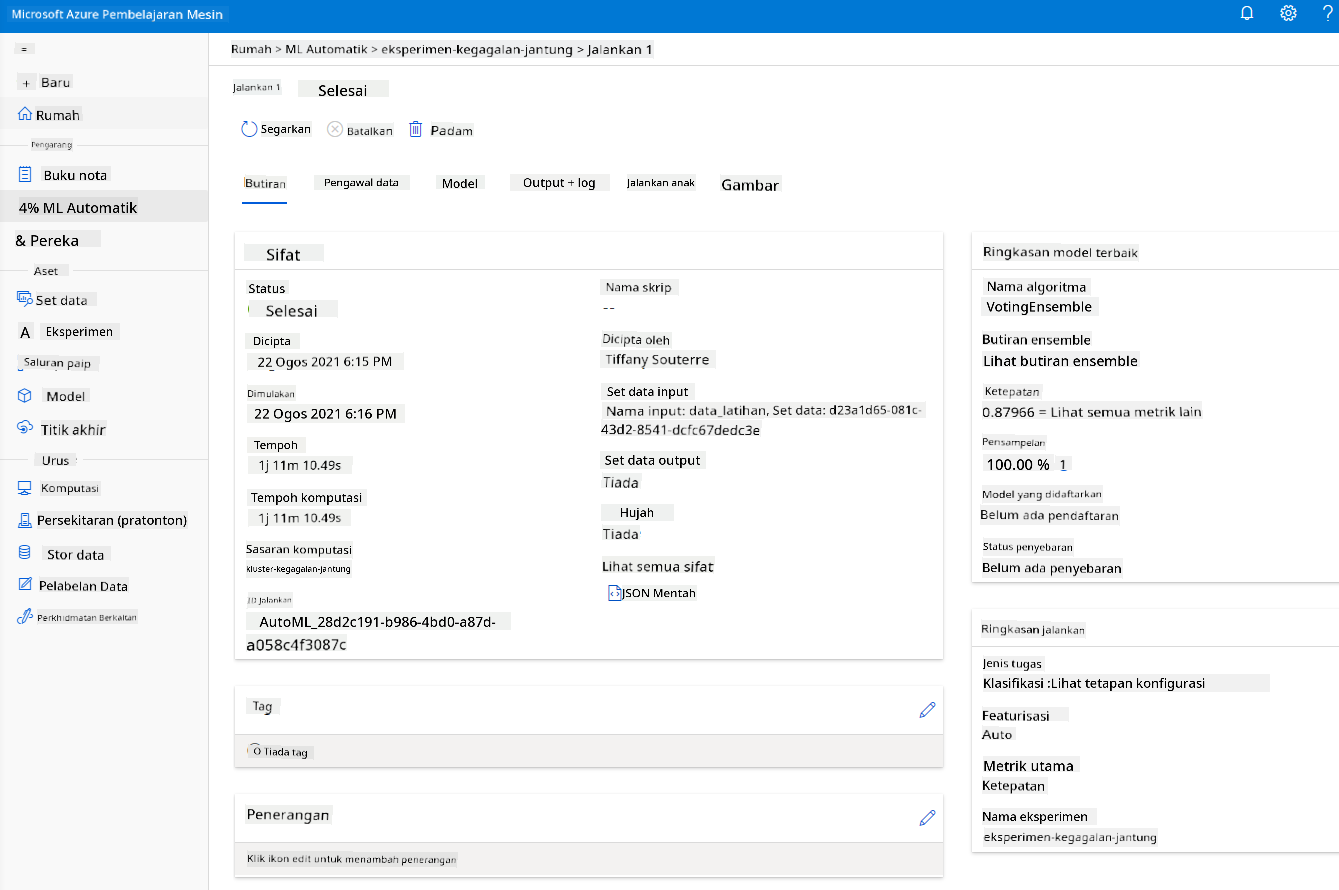 Microsoft Azure Pembelajaran Mesin
?
=
+ Baru
Rumah
Pengarang
Buku nota
4% ML Automatik
& Pereka
Aset
Set data
A Eksperimen
Saluran paip
Model
Titik akhir
Urus
Komputasi
Persekitaran (pratonton)
Stor data
Pelabelan Data
Perkhidmatan Berkaitan
Rumah > ML Automatik > eksperimen-kegagalan-jantung > Jalankan 1
Jalankan 1 Selesai
Segarkan Batalkan Padam
Butiran Pengawal data Model Output + log Jalankan anak Gambar
Sifat
Status
Selesai
Dicipta
22 Ogos 2021 6:15 PM
Dimulakan
22 Ogos 2021 6:16 PM
Tempoh
1j 11m 10.49s
Tempoh komputasi
1j 11m 10.49s
Sasaran komputasi
kluster-kegagalan-jantung
ID Jalankan
AutoML_28d2c191-b986-4bd0-a87d-
a058c4f3087c
Nama skrip
--
Dicipta oleh
Tiffany Souterre
Set data input
Nama input: data_latihan, Set data: d23a1d65-081c-
43d2-8541-dcfc67dedc3e
Set data output
Tiada
Hujah
Tiada
Lihat semua sifat
JSON Mentah
Tag
Tiada tag
Penerangan
Klik ikon edit untuk menambah penerangan
Ringkasan model terbaik
Nama algoritma
VotingEnsemble
Butiran ensemble
Lihat butiran ensemble
Ketepatan
0.87966 = Lihat semua metrik lain
Pensampelan
100.00 % 1
Model yang didaftarkan
Belum ada pendaftaran
Status penyebaran
Belum ada penyebaran
Ringkasan jalankan
Jenis tugas
Klasifikasi :Lihat tetapan konfigurasi
Featurisasi
Auto
Metrik utama
Ketepatan
Nama eksperimen
eksperimen-kegagalan-jantung